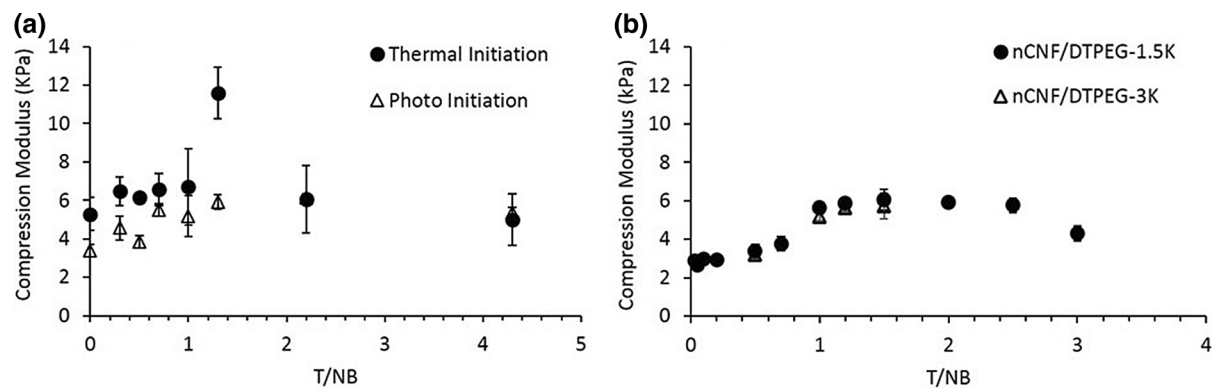 (a)
Compression Modulus (KPa)
14
12
10
8
6
4
2
0
0 1 2 3 4 5
T/NB
Thermal Initiation
Photo Initiation
(b)
Compression Modulus (kPa)
14
12
10
8
6
4
2
0
0 1 2 3 4
T/NB
nCNF/DTPEG-1.5K
nCNF/DTPEG-3K